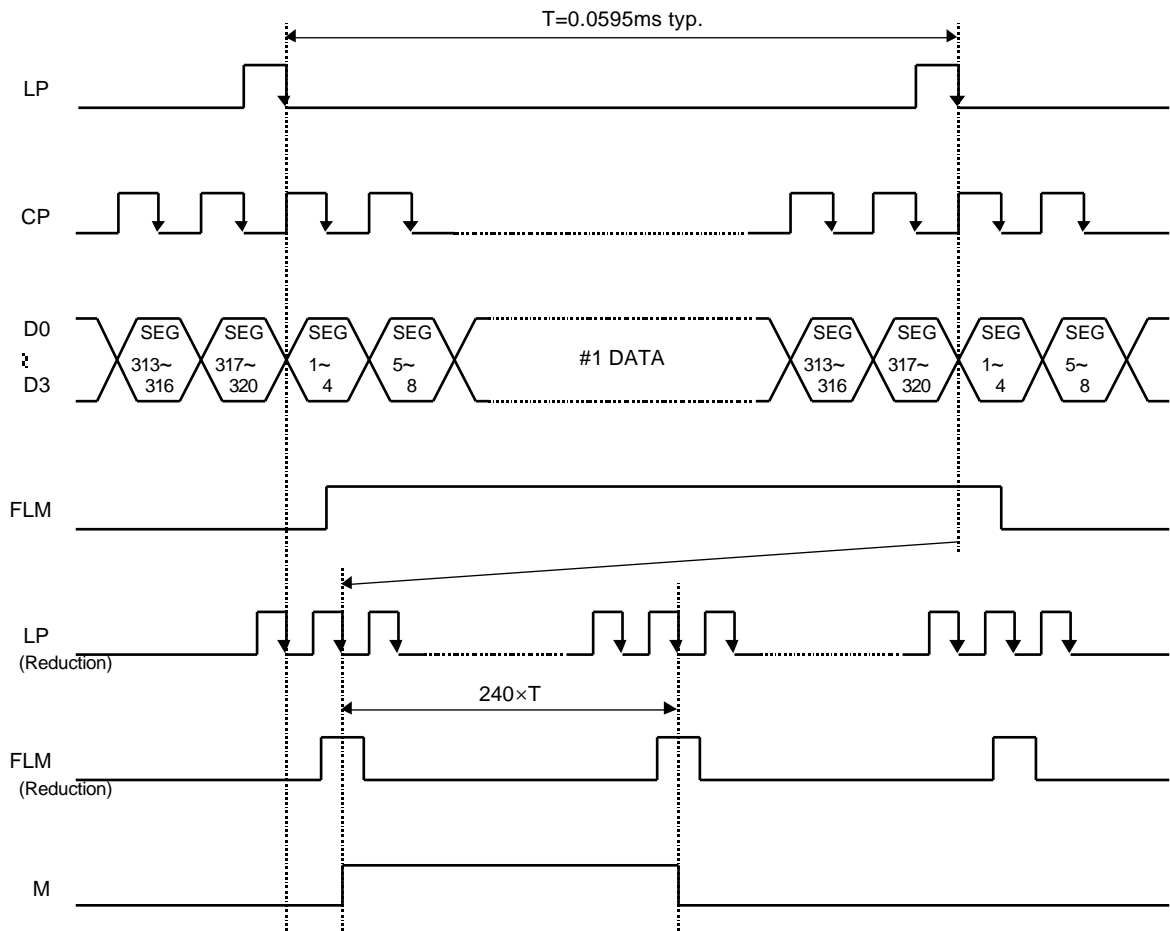 T=0.0595ms typ.
LP
CP
D0
~
D3
SEG
313~
316
SEG
317~
320
SEG
1~
4
SEG
5~
8
#1 DATA
SEG
313~
316
SEG
317~
320
SEG
1~
4
SEG
5~
8
FLM
LP
(Reduction)
240×T
FLM
(Reduction)
M